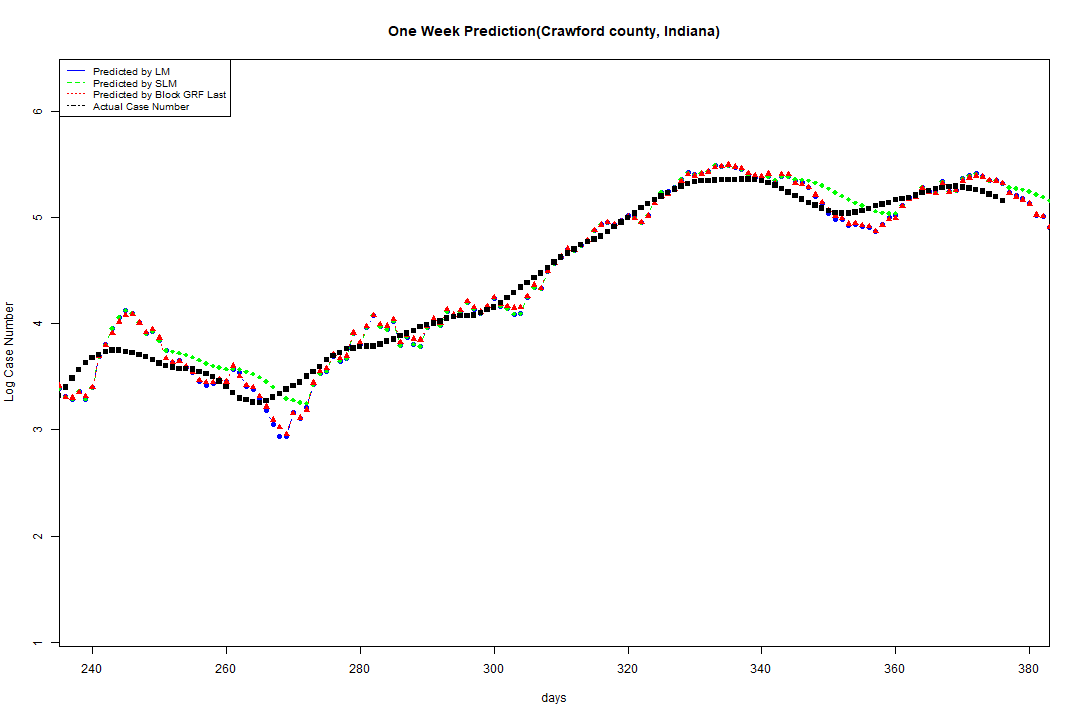 One Week Prediction(Crawford county, Indiana)
Predicted by LM
Predicted by SLM
Predicted by Block GRF Last
Actual Case Number
6
5
4
3
2
1
Log Case Number
240 260 280 300 320 340 360 380
days